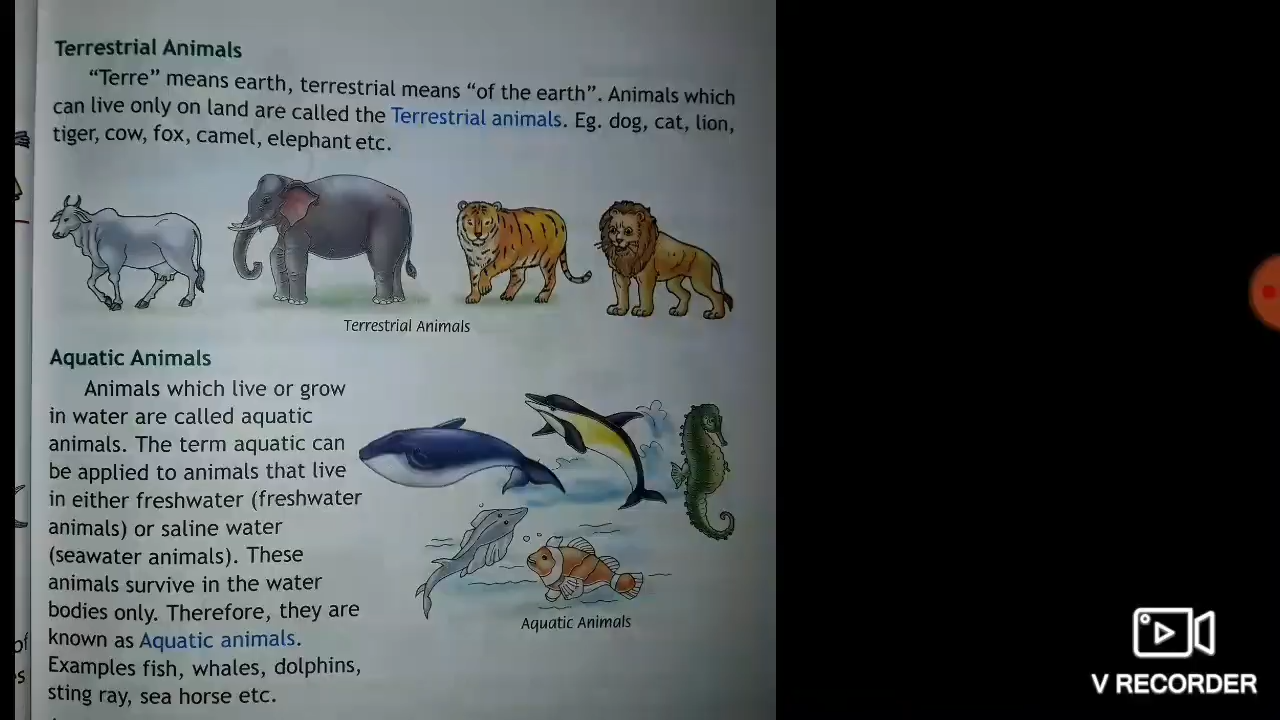 Terrestrial Animals
“Terre” means earth, terrestrial means “of the earth”. Animals which
can live only on land are called the Terrestrial animals. Eg. dog, cat, lion,
tiger, cow, fox, camel, elephant etc.
Terrestrial Animals
Aquatic Animals
Animals which live or grow
in water are called aquatic
animals. The term aquatic can
be applied to animals that live
in either freshwater (freshwater
animals) or saline water
(seawater animals). These
animals survive in the water
bodies only. Therefore, they are
known as Aquatic animals.
Examples fish, whales, dolphins,
sting ray, sea horse etc.
Aquatic Animals
of
V RECORDER